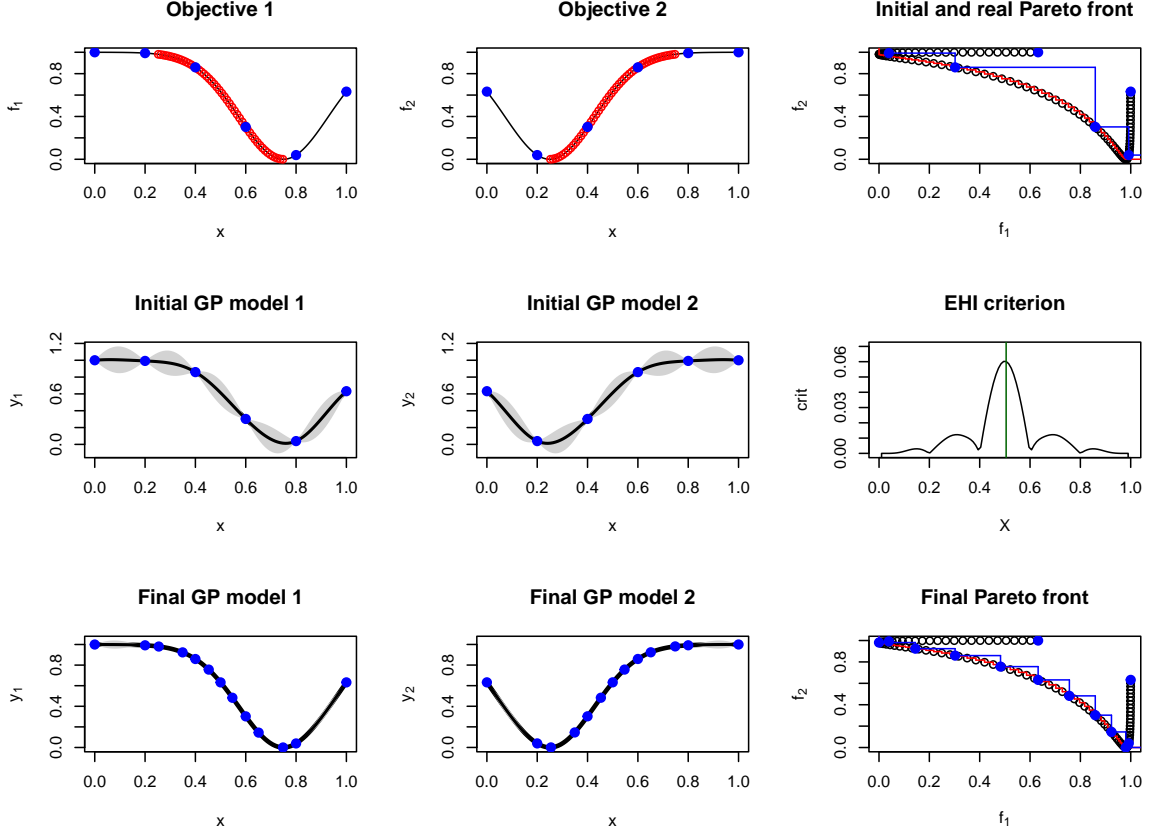 Objective 1
f1
0.0 0.4 0.8
0.0 0.2 0.4 0.6 0.8 1.0
x
Objective 2
f2
0.0 0.4 0.8
0.0 0.2 0.4 0.6 0.8 1.0
x
Initial and real Pareto front
f2
0.0 0.4 0.8
0.0 0.2 0.4 0.6 0.8 1.0
f1
Initial GP model 1
y1
0.0 0.6 1.2
0.0 0.2 0.4 0.6 0.8 1.0
x
Initial GP model 2
y2
0.0 0.6 1.2
0.0 0.2 0.4 0.6 0.8 1.0
x
EHI criterion
crit
0.00 0.03 0.06
0.0 0.2 0.4 0.6 0.8 1.0
X
Final GP model 1
y1
0.0 0.4 0.8
0.0 0.2 0.4 0.6 0.8 1.0
x
Final GP model 2
y2
0.0 0.4 0.8
0.0 0.2 0.4 0.6 0.8 1.0
x
Final Pareto front
f2
0.0 0.4 0.8
0.0 0.2 0.4 0.6 0.8 1.0
f1